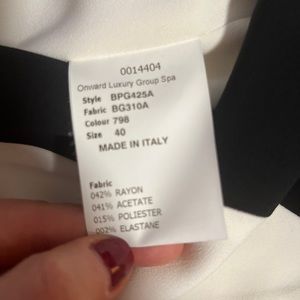 0014404
Onward Luxury Group Spa
Style BPG425A
Fabric BG310A
Colour 798
Size 40
MADE IN ITALY
Fabric
042% RAYON
041% ACETATE
015% POLIESTER
002% ELASTANE